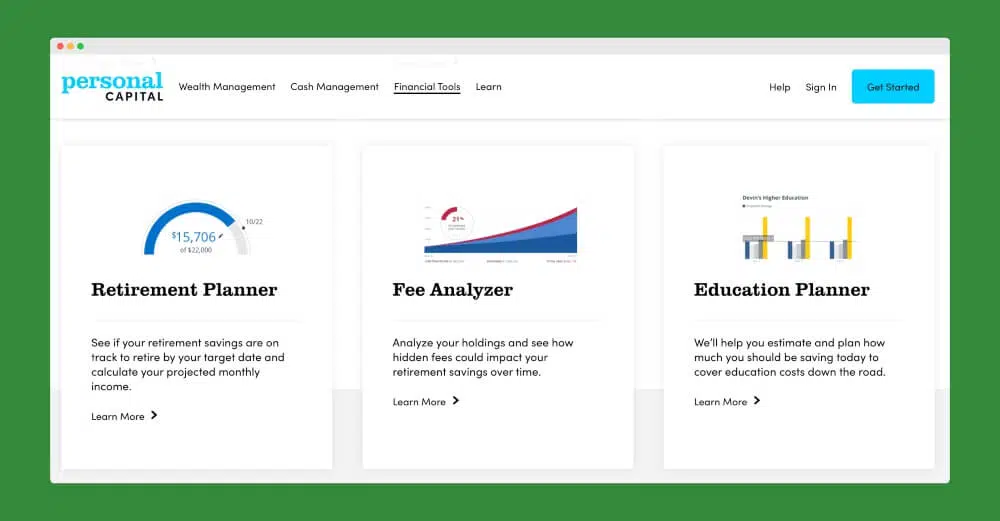 personal
CAPITAL
Wealth Management
Cash Management
Financial Tools
Learn
Help
Sign In
Get Started
10/22
$15,706
of $22,000
Retirement Planner
See if your retirement savings are on
track to retire by your target date and
calculate your projected monthly
income.
Learn More
21%
Fee Analyzer
Analyze your holdings and see how
hidden fees could impact your
retirement savings over time.
Learn More
Devin's Higher Education
Education Planner
We'll help you estimate and plan how
much you should be saving today to
cover education costs down the road.
Learn More